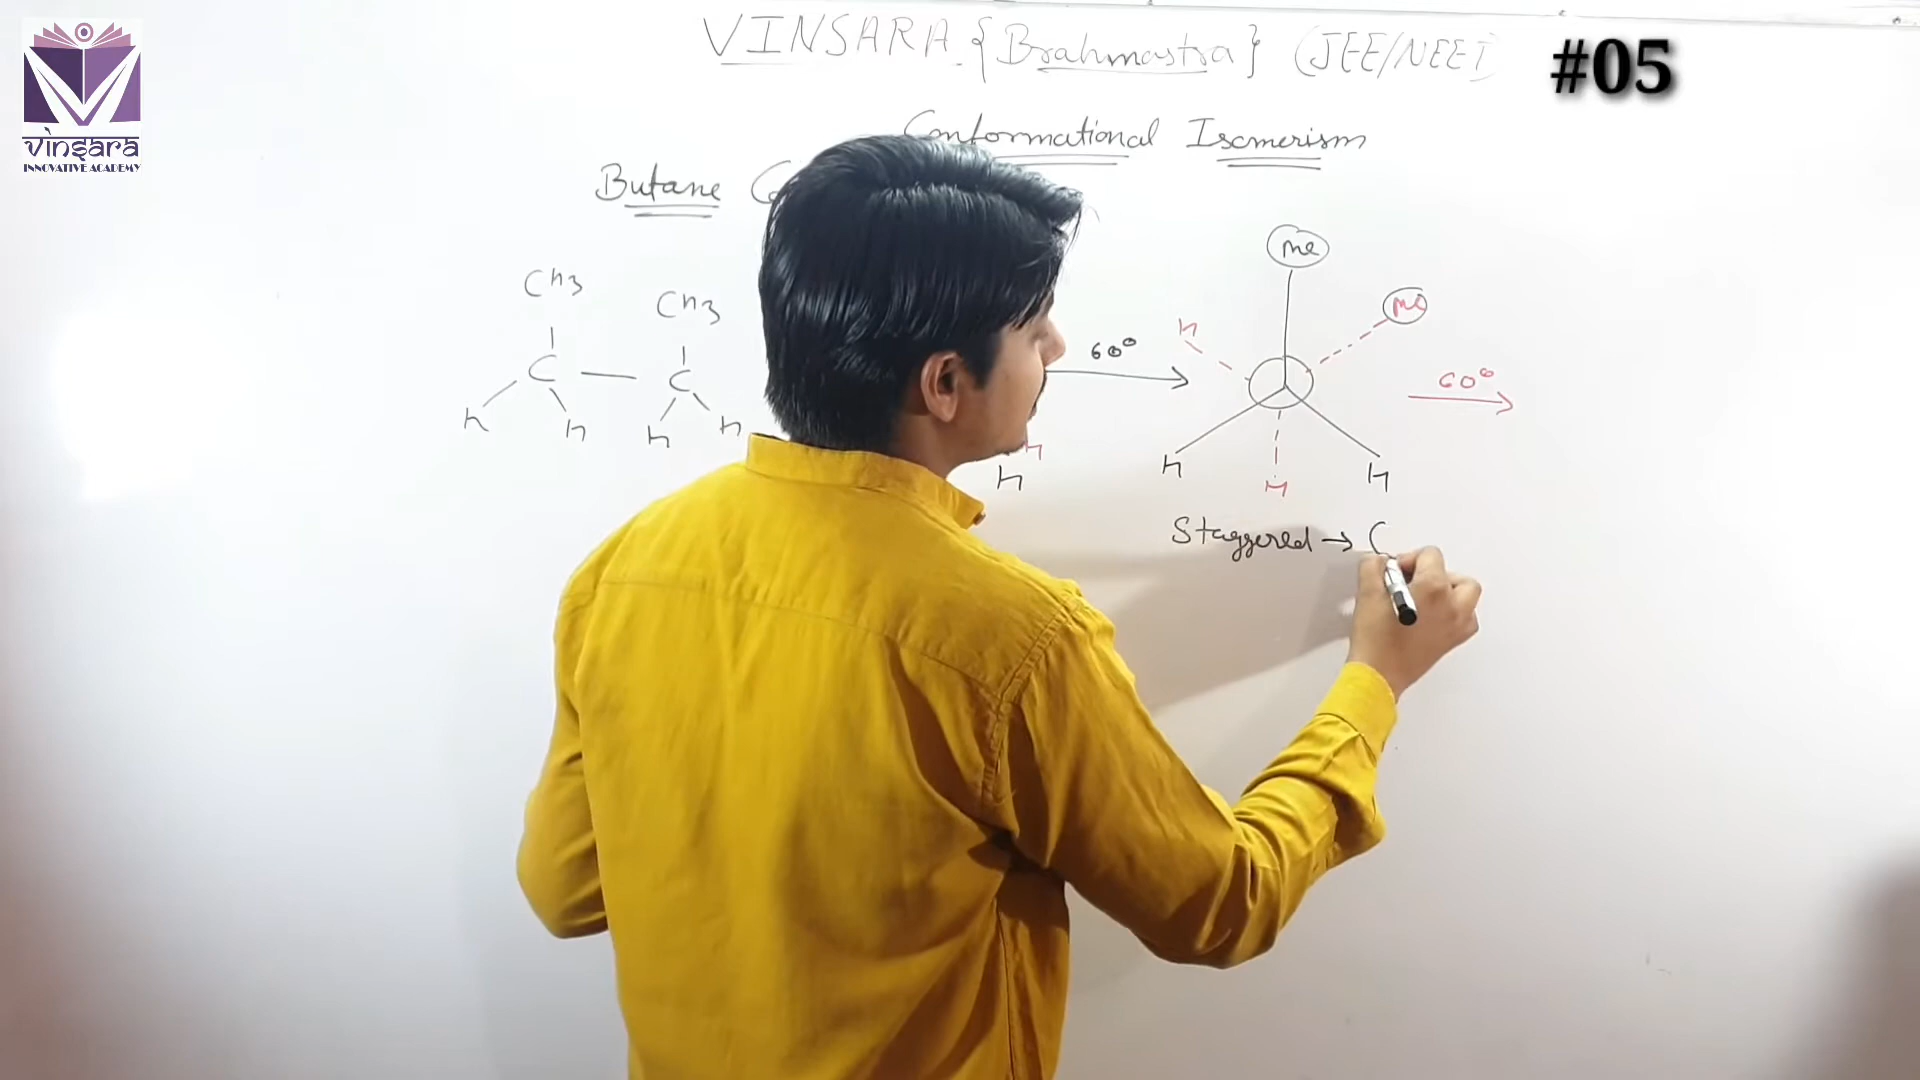 VINSARA {Brahmastra} (JEE/NEET)
#05
vinsara
INNOVATIVE ACADEMY
Conformational Isomerism
Butane
Me
CH3
CH3
Me
H
60°
60°
C
C
H
H
H
H
H
H
H
H
H
Staggered → (